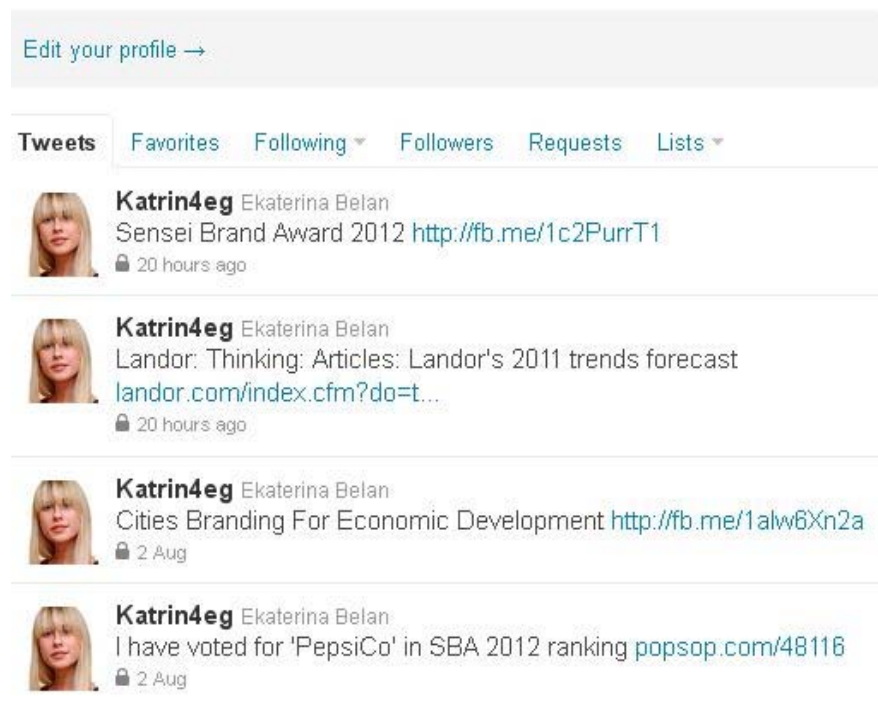 Edit your profile →
Tweets Favorites Following Followers Requests Lists
Katrin4eg Ekaterina Belan
Sensei Brand Award 2012 http://fb.me/1c2PurrT1
20 hours ago
Katrin4eg Ekaterina Belan
Landor: Thinking: Articles: Landor's 2011 trends forecast
landor.com/index.cfm?do=t...
20 hours ago
Katrin4eg Ekaterina Belan
Cities Branding For Economic Development http://fb.me/1alw6Xn2a
2 Aug
Katrin4eg Ekaterina Belan
I have voted for 'PepsiCo' in SBA 2012 ranking popsop.com/48116
2 Aug